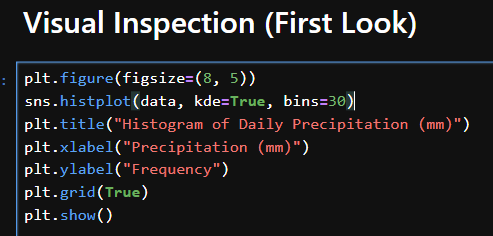 Visual Inspection (First Look)
:
plt.figure(figsize=(8, 5))
sns.histplot(data, kde=True, bins=30)
plt.title("Histogram of Daily Precipitation (mm)")
plt.xlabel("Precipitation (mm)")
plt.ylabel("Frequency")
plt.grid(True)
plt.show()